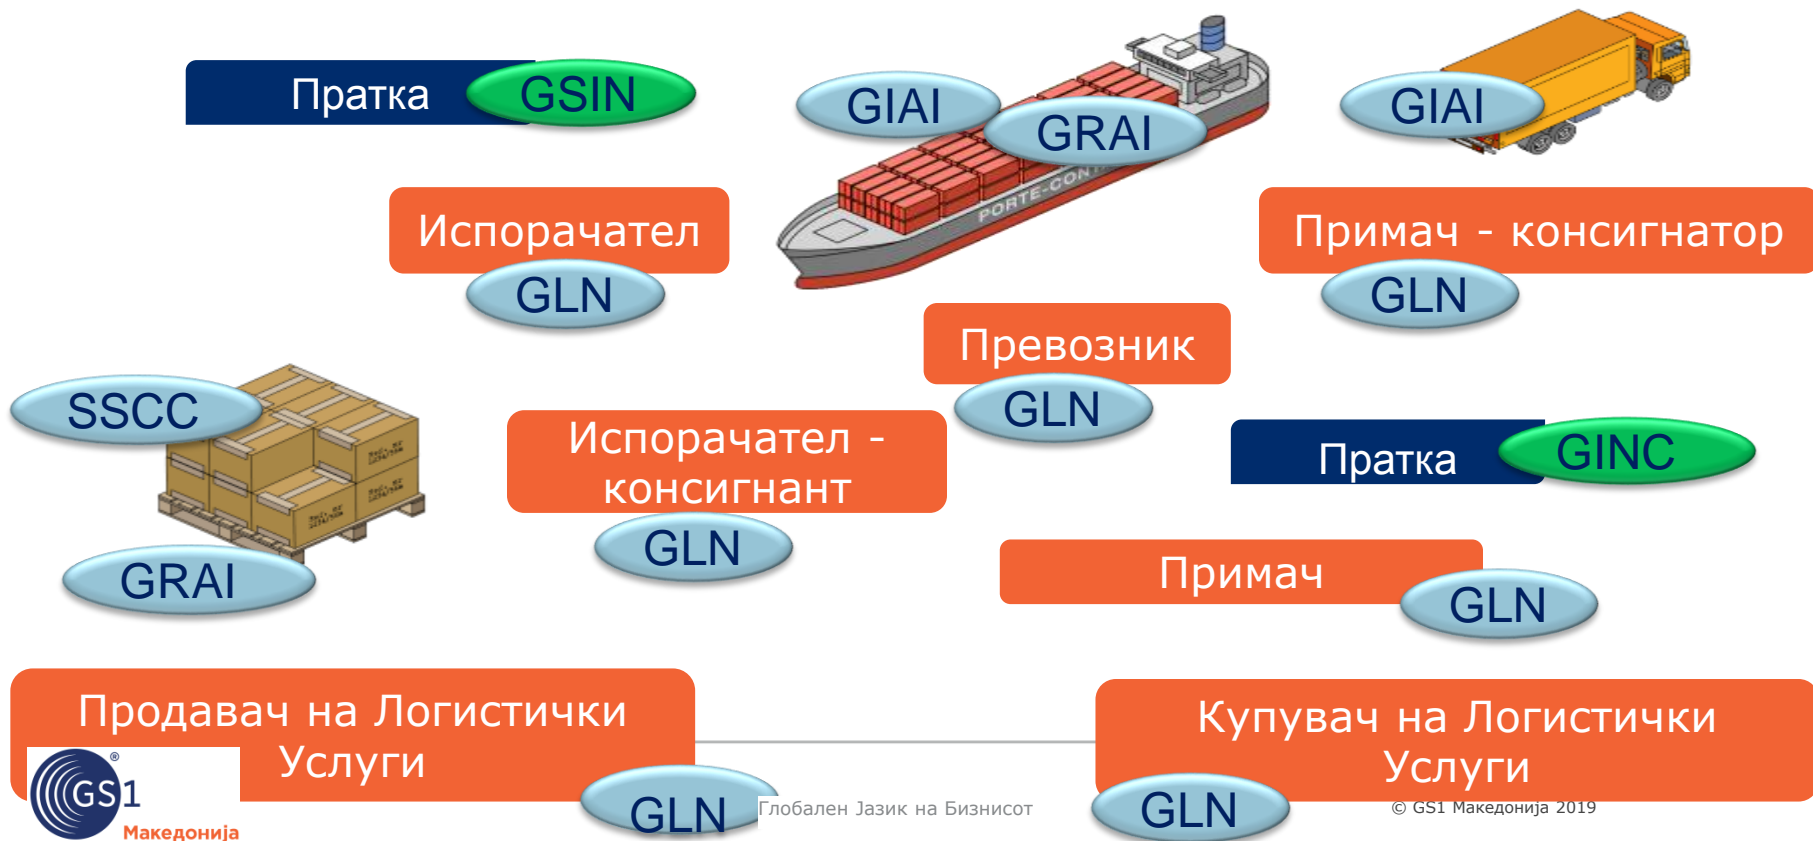 Пратка
GSIN
GIAI
GRAI
GIAI
PORTE-CONT
Испорачател
GLN
Примач - консигнатор
GLN
Превозник
GLN
SSCC
GRAI
Испорачател -
консигнант
GLN
Пратка
GINC
Примач
GLN
Продавач на Логистички
Услуги
GLN
Купувач на Логистички
Услуги
GLN
GS1
®
Македонија
Глобален Јазик на Бизнисот
© GS1 Македонија 2019